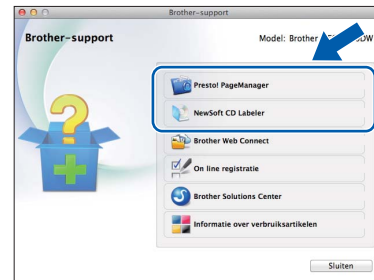 Brother-support
Brother-support
Model: Brother
Presto! PageManager
NewSoft CD Labeler
Brother Web Connect
On line registratie
Brother Solutions Center
Informatie over verbruiksartikelen
Sluiten